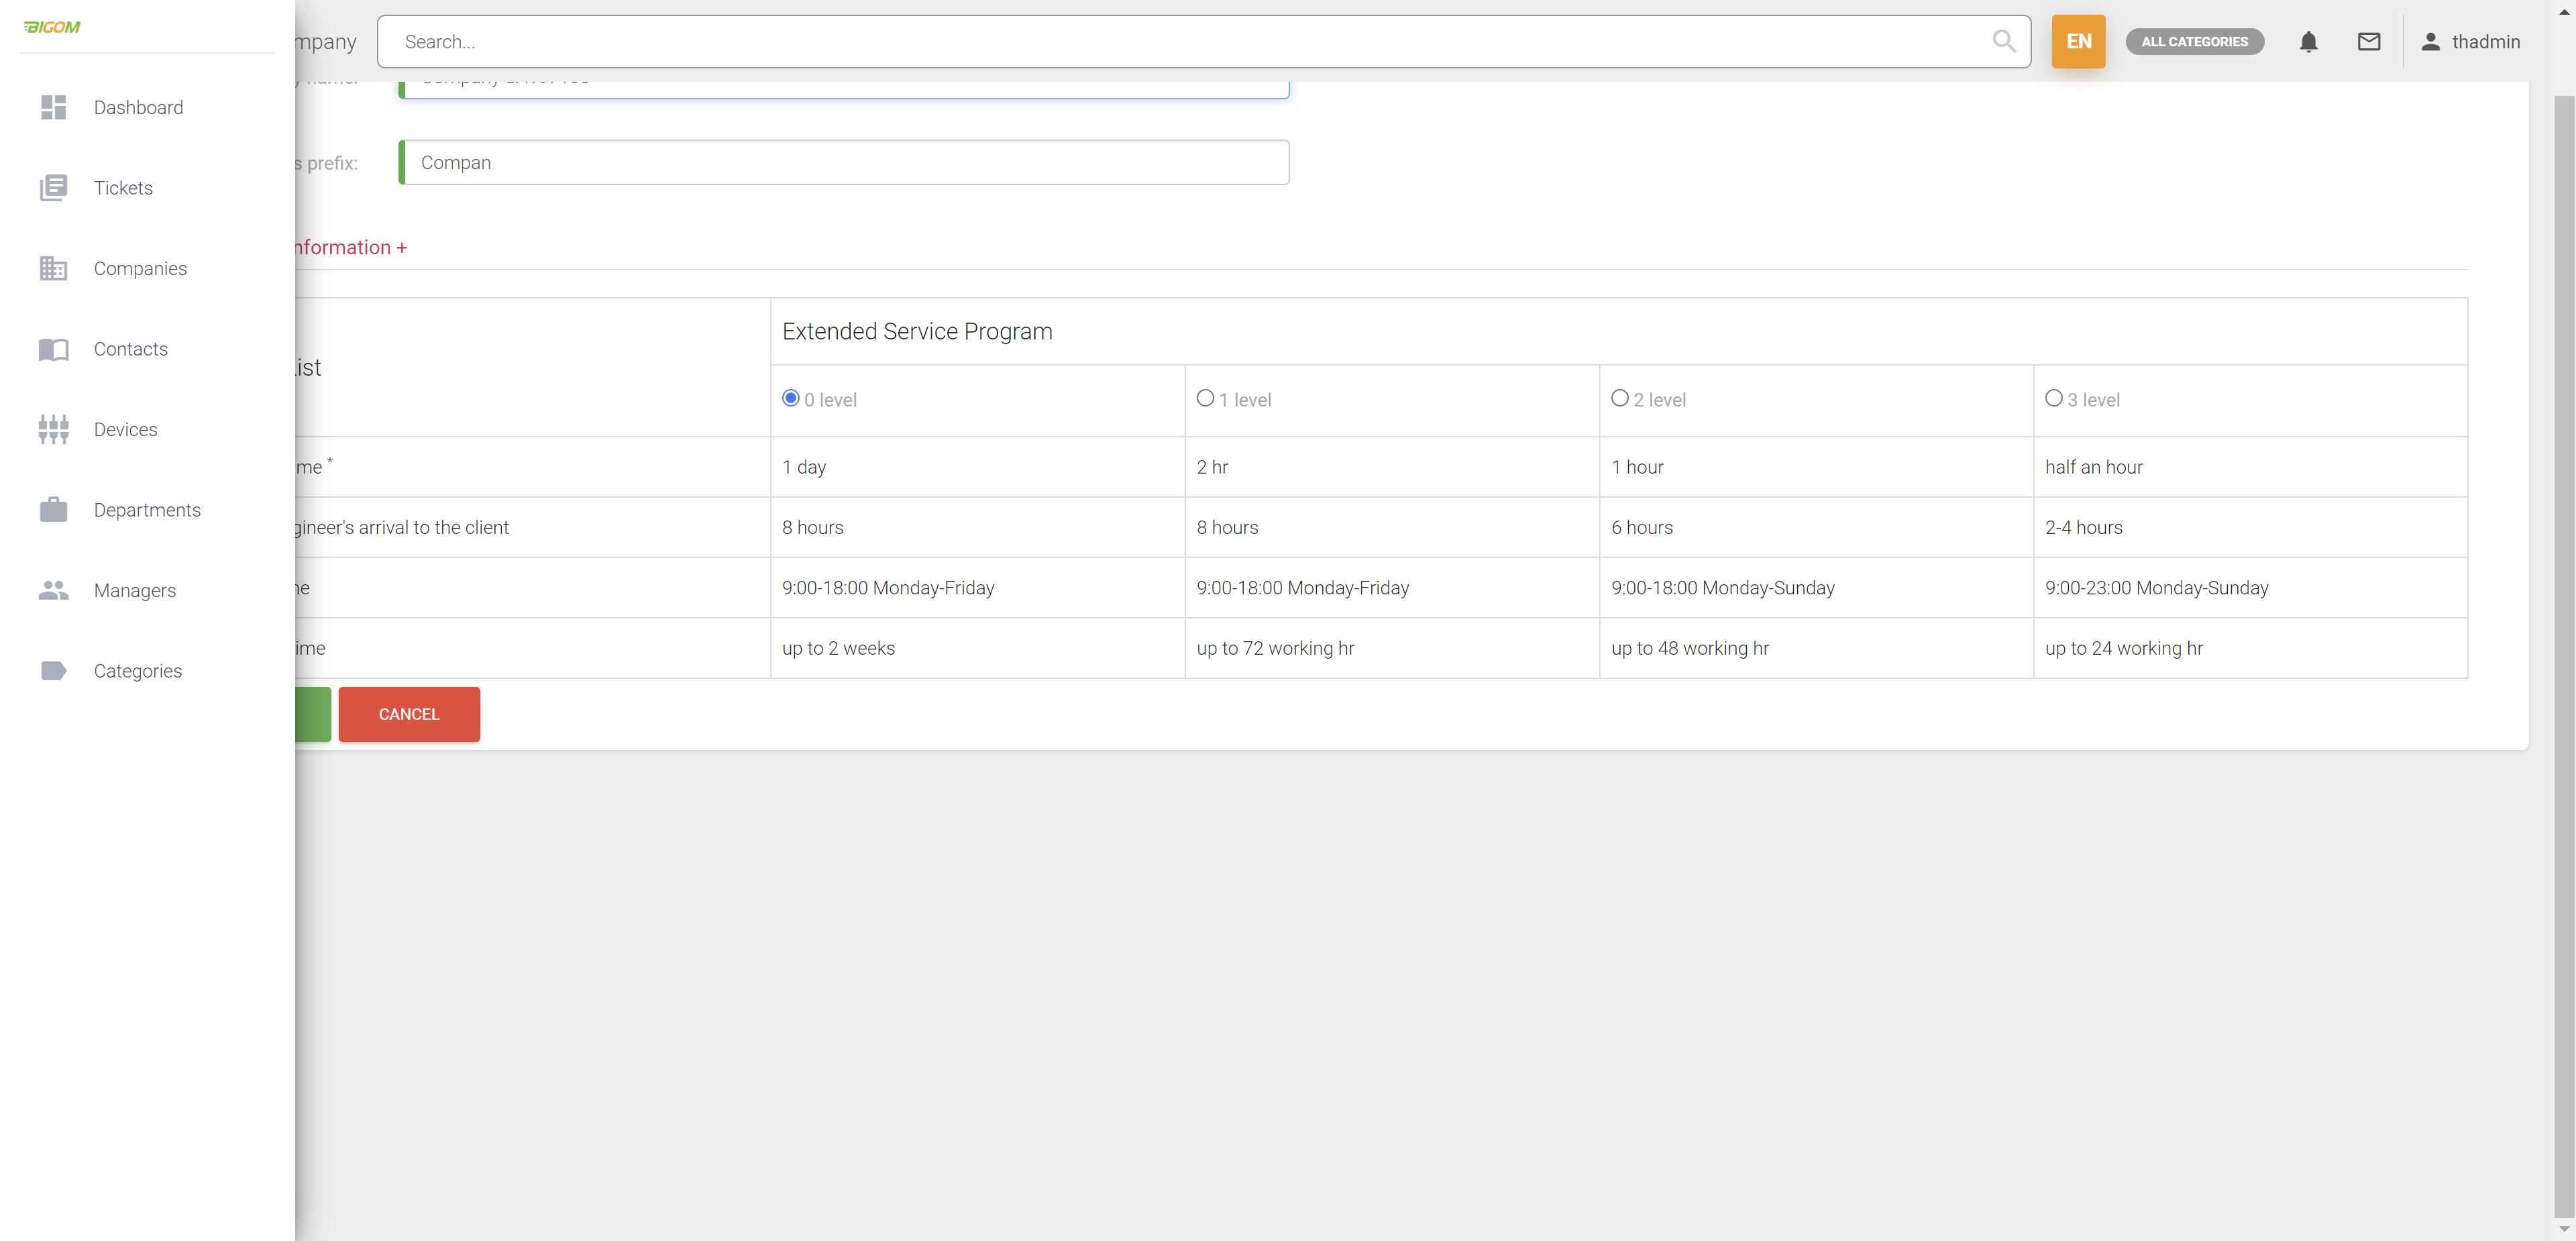 BIGOM
Dashboard
Tickets
Companies
Contacts
Devices
Departments
Managers
Categories
mpany
Search...
EN
ALL CATEGORIES
thadmin
s prefix:
Compan
nformation +
ist
Extended Service Program
0 level
1 level
2 level
3 level
me *
1 day
2 hr
1 hour
half an hour
gineer's arrival to the client
8 hours
8 hours
6 hours
2-4 hours
ne
9:00-18:00 Monday-Friday
9:00-18:00 Monday-Friday
9:00-18:00 Monday-Sunday
9:00-23:00 Monday-Sunday
ime
up to 2 weeks
up to 72 working hr
up to 48 working hr
up to 24 working hr
CANCEL